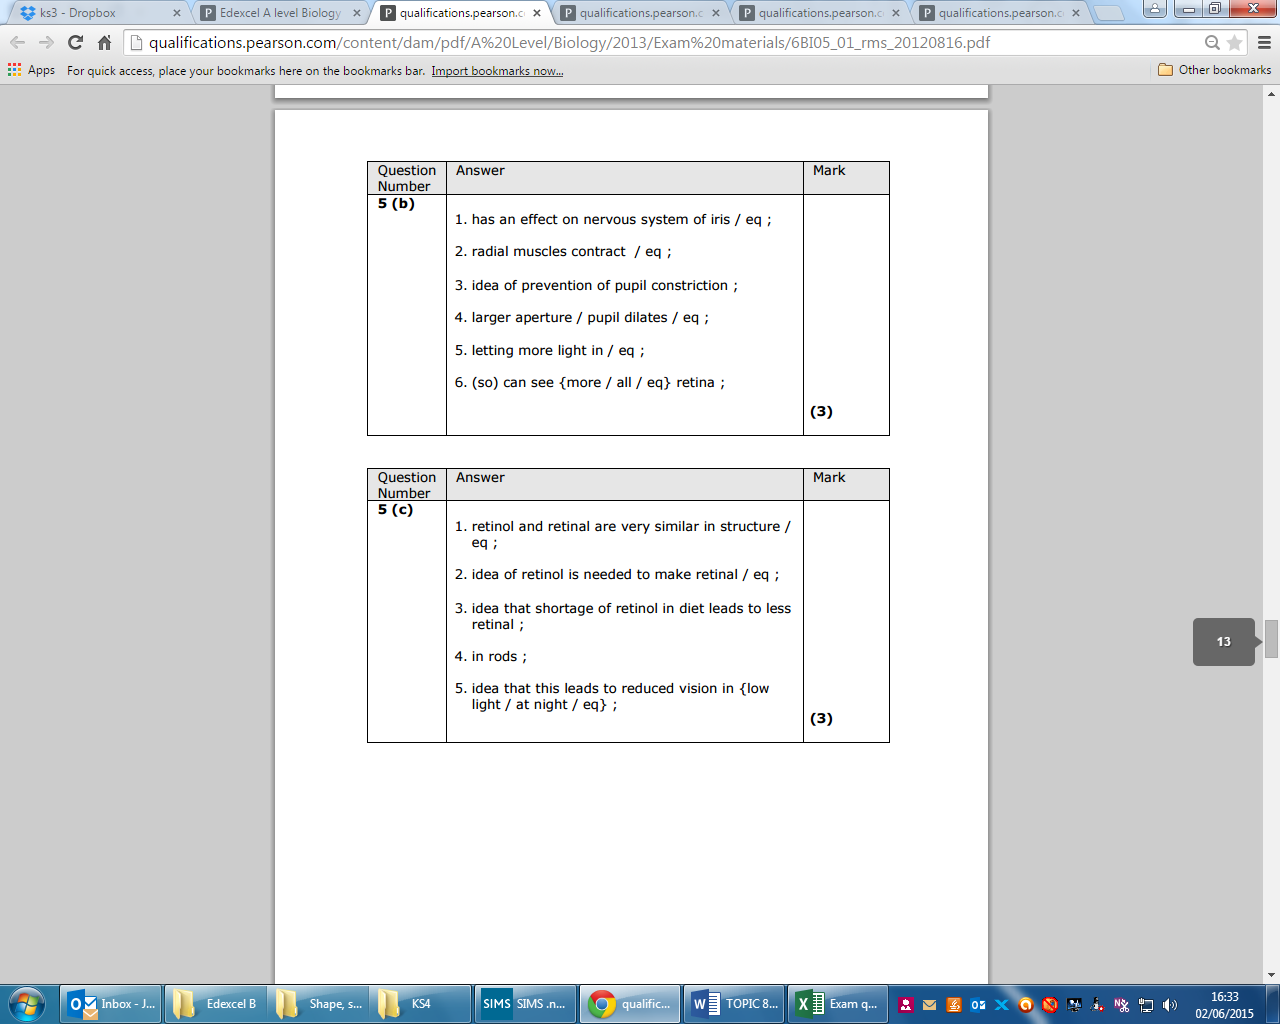 ks3 - Dropbox
Edexcel A level Biology
qualifications.pearson.c
qualifications.pearson.c
qualifications.pearson.c
qualifications.pearson.c
qualifications.pearson.com/content/dam/pdf/A%20Level/Biology/2013/Exam%20materials/6BI05_01_rms_20120816.pdf
Apps For quick access, place your bookmarks here on the bookmarks bar. Import bookmarks now... Other bookmarks
Question Number
Answer
Mark
5 (b)
1. has an effect on nervous system of iris / eq ;
2. radial muscles contract / eq ;
3. idea of prevention of pupil constriction ;
4. larger aperture / pupil dilates / eq ;
5. letting more light in / eq ;
6. (so) can see {more / all / eq} retina ;
(3)
Question Number
Answer
Mark
5 (c)
1. retinol and retinal are very similar in structure /
eq ;
2. idea of retinol is needed to make retinal / eq ;
3. idea that shortage of retinol in diet leads to less
retinal ;
4. in rods ;
5. idea that this leads to reduced vision in {low
light / at night / eq} ;
(3)
13
Inbox - J...
Edexcel B
Shape, s...
KS4
SIMS SIMS .n...
qualific...
TOPIC 8...
Exam q...
16:33
02/06/2015